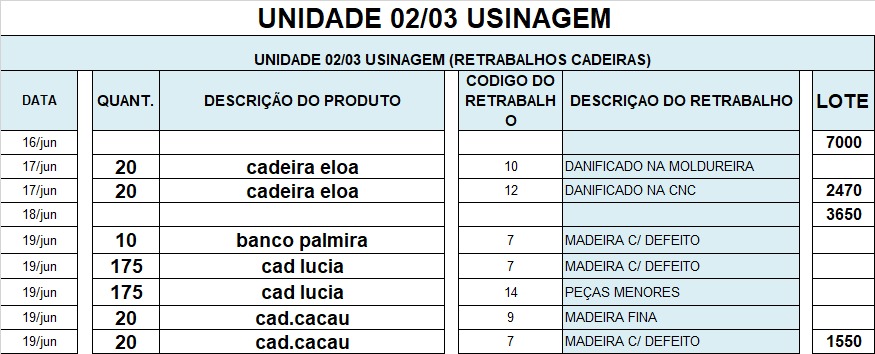 UNIDADE 02/03 USINAGEM
UNIDADE 02/03 USINAGEM (RETRABALHOS CADEIRAS)
DATA QUANT. DESCRIÇÃO DO PRODUTO CODIGO DO RETRABALH O DESCRIÇAO DO RETRABALHO LOTE
16/jun 7000
17/jun 20 cadeira eloa 10 DANIFICADO NA MOLDUREIRA
17/jun 20 cadeira eloa 12 DANIFICADO NA CNC 2470
18/jun 3650
19/jun 10 banco palmira 7 MADEIRA C/ DEFEITO
19/jun 175 cad lucia 7 MADEIRA C/ DEFEITO
19/jun 175 cad lucia 14 PEÇAS MENORES
19/jun 20 cad.cacau 9 MADEIRA FINA
19/jun 20 cad.cacau 7 MADEIRA C/ DEFEITO 1550